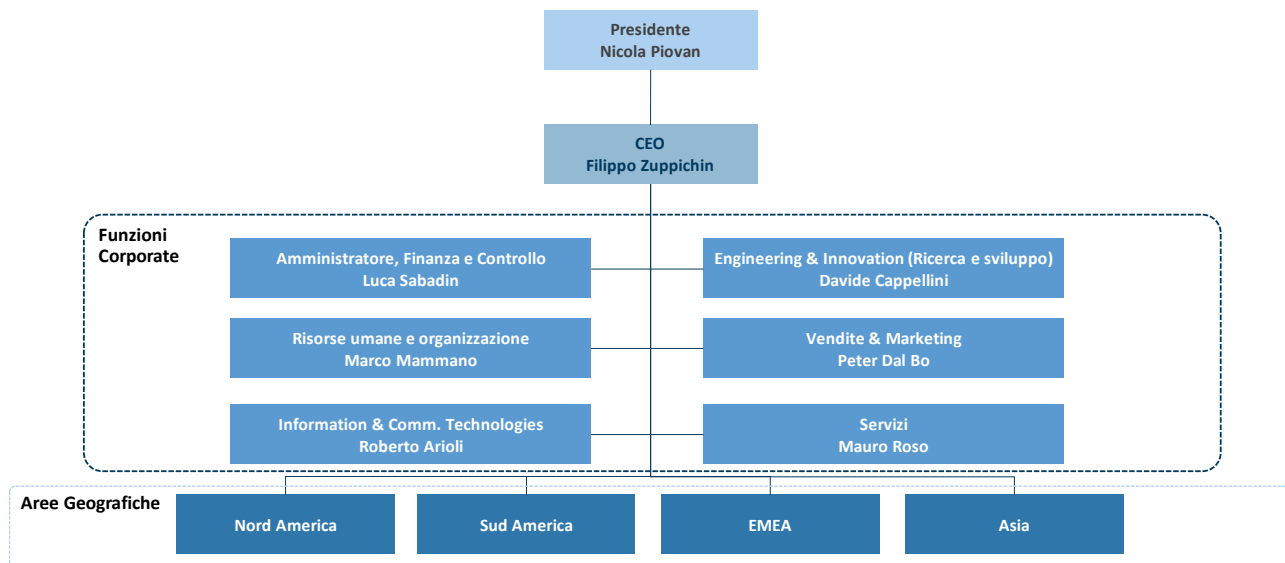 Presidente
Nicola Piovan
CEO
Filippo Zuppichin
Funzioni
Corporate
Amministratore, Finanza e Controllo
Luca Sabadin
Engineering & Innovation (Ricerca e sviluppo)
Davide Cappellini
Risorse umane e organizzazione
Marco Mammano
Vendite & Marketing
Peter Dal Bo
Information & Comm. Technologies
Roberto Arioli
Servizi
Mauro Roso
Aree Geografiche
Nord America
Sud America
EMEA
Asia